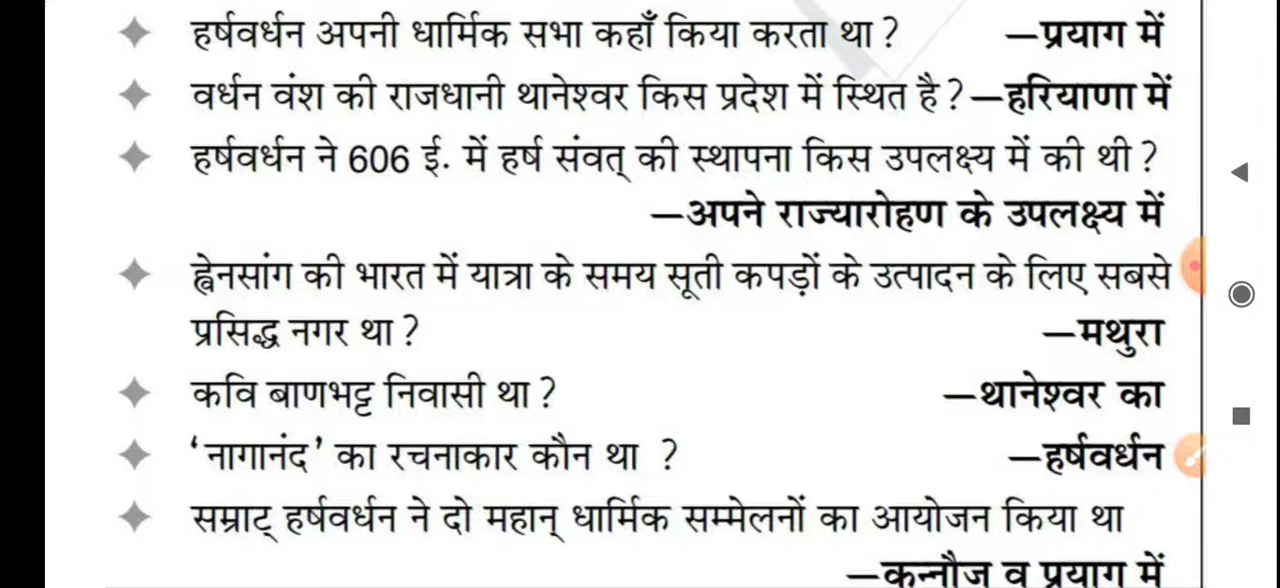 हर्षवर्धन अपनी धार्मिक सभा कहाँ किया करता था ? —प्रयाग में
वर्धन वंश की राजधानी थानेश्वर किस प्रदेश में स्थित है ? —हरियाणा में
हर्षवर्धन ने 606 ई. में हर्ष संवत् की स्थापना किस उपलक्ष्य में की थी ?
—अपने राज्यारोहण के उपलक्ष्य में
ह्वेनसांग की भारत में यात्रा के समय सूती कपड़ों के उत्पादन के लिए सबसे
प्रसिद्ध नगर था ? —मथुरा
कवि बाणभट्ट निवासी था ? —थानेश्वर का
‘नागानंद’ का रचनाकार कौन था ? —हर्षवर्धन
सम्राट् हर्षवर्धन ने दो महान् धार्मिक सम्मेलनों का आयोजन किया था
—कन्नौज व प्रयाग में